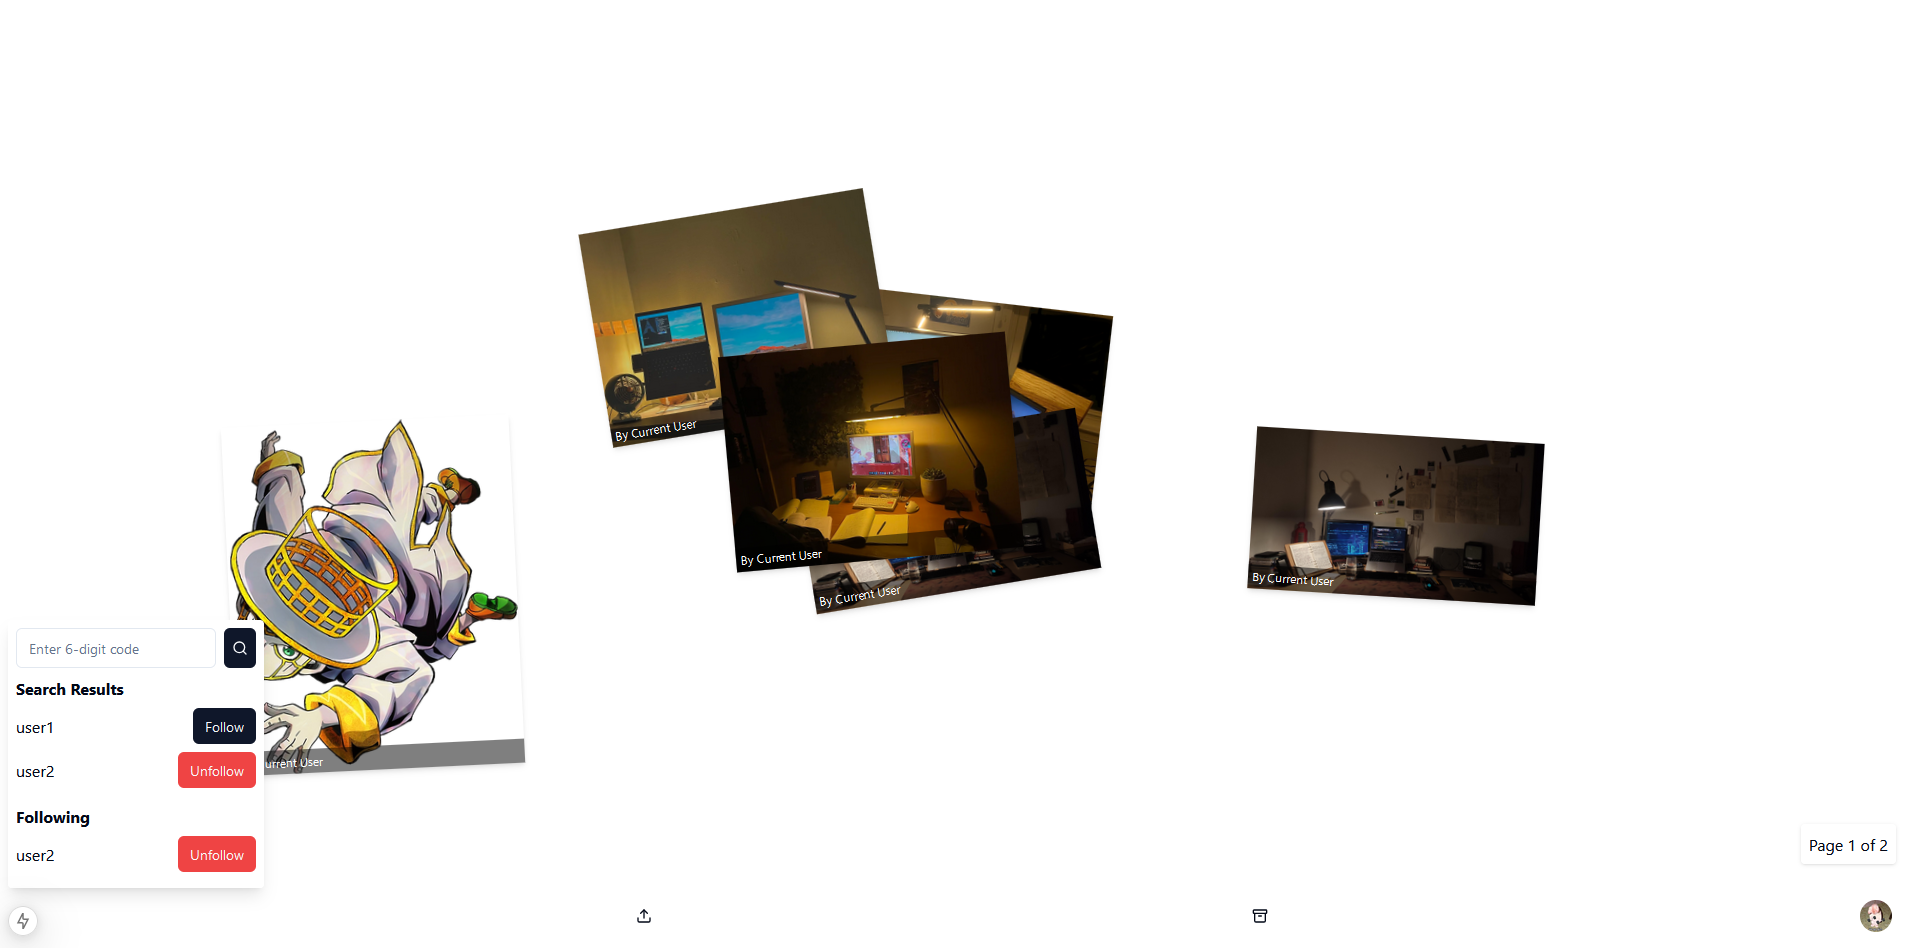 By Current User
By Current User
By Current User
By Current User
urrent User
Enter 6-digit code
Search Results
user1
Follow
user2
Unfollow
Following
user2
Unfollow
Page 1 of 2